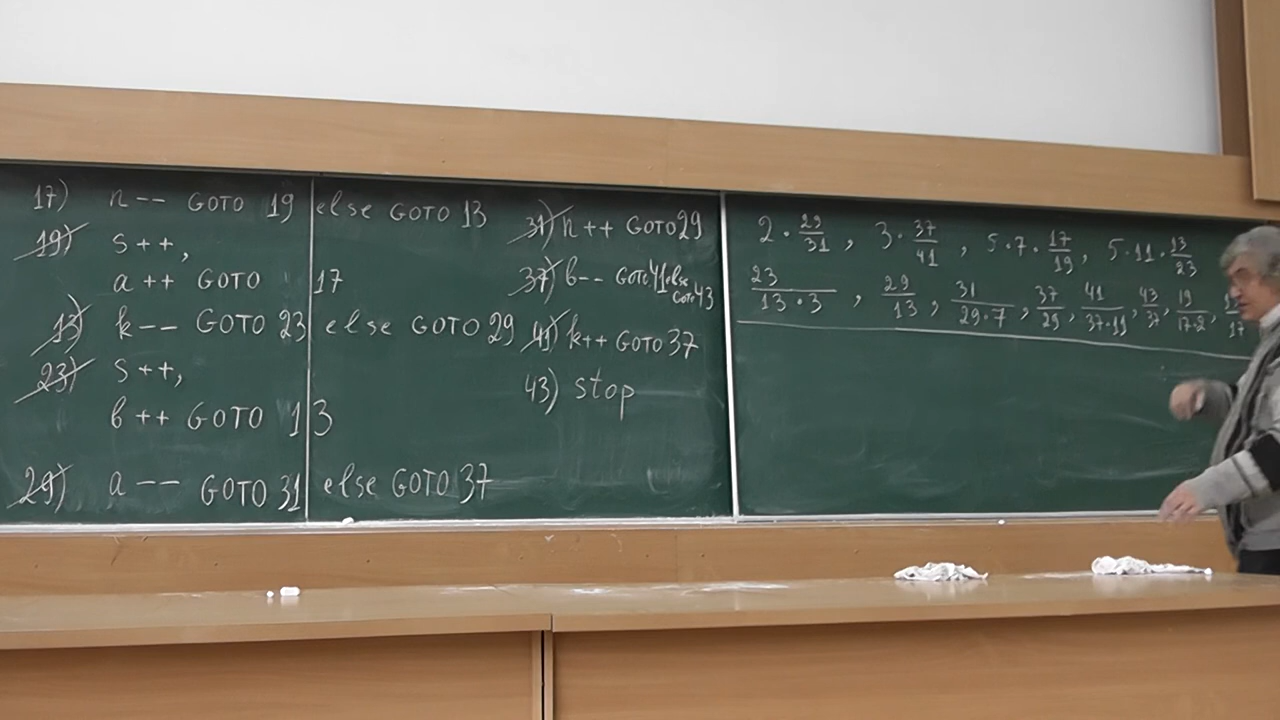 17) n-- GOTO 19 else GOTO 13
19) S++,
a++ GOTO 17
13) k-- GOTO 23 else GOTO 29
23) S++,
b++ GOTO 13
29) a-- GOTO 31 else GOTO 37
31) n++ GOTO 29
37) b-- GOTO 41 else GOTO 43
41) k++ GOTO 37
43) stop
2·29/31, 3·37/41, 5·7·17/19, 5·11·13/23
23/13·3, 29/13, 31/29·7, 37/29, 41/37·11, 43/37, 19/17·2, /17